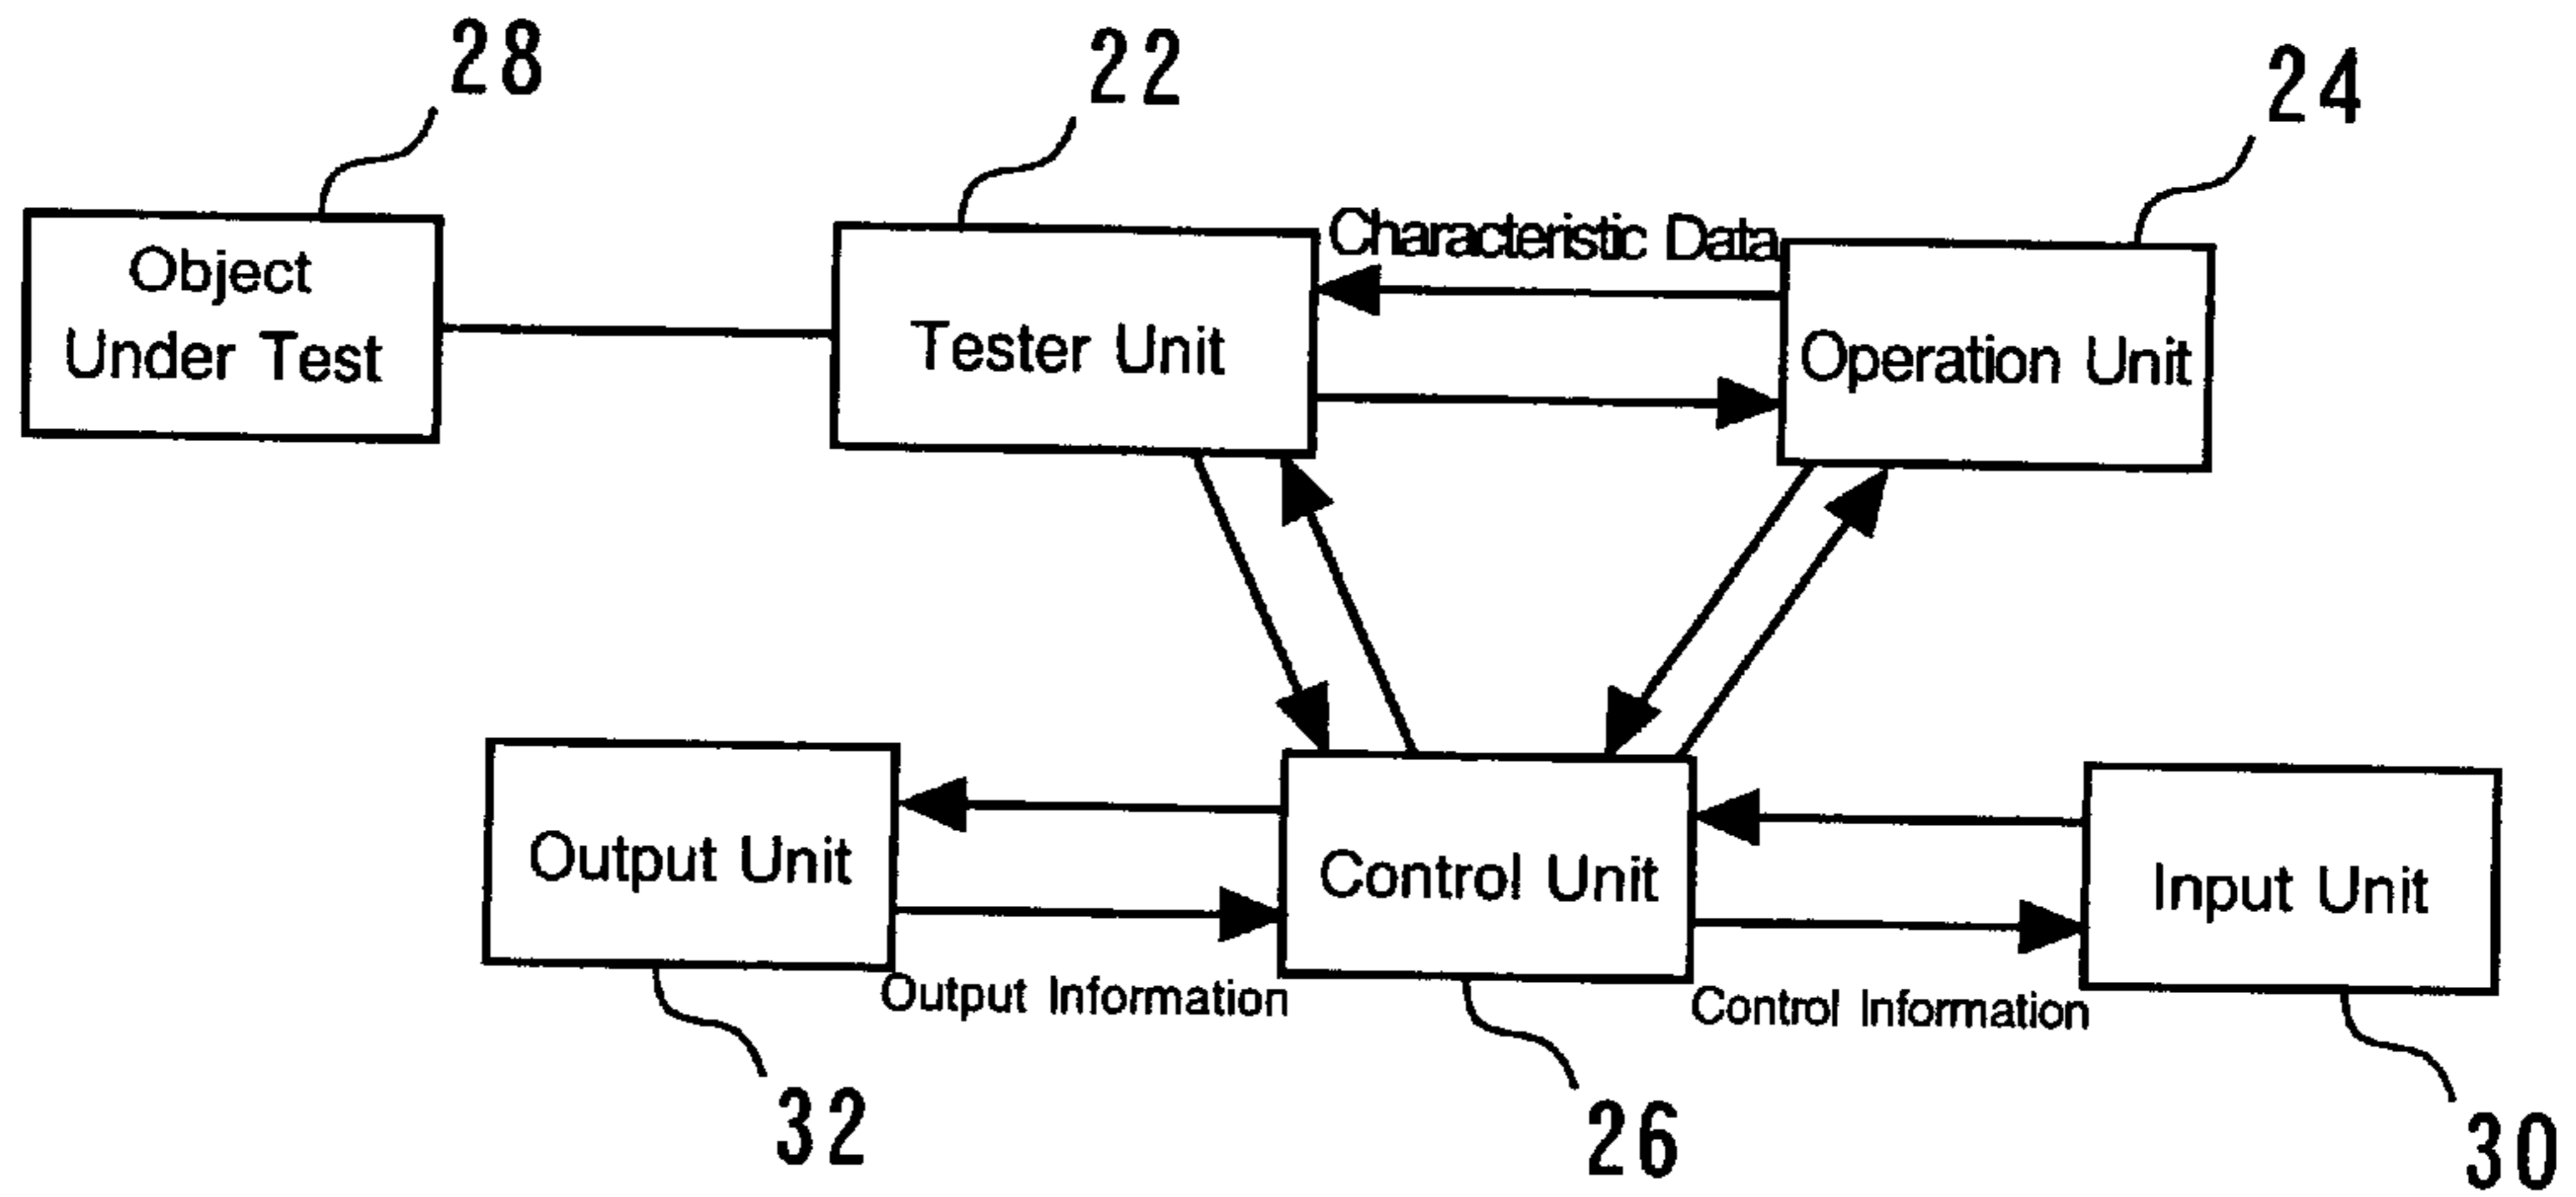 28
22
24
Object
Under Test
Tester Unit
Characteristic Data
Operation Unit
Output Unit
Control Unit
Input Unit
Output Information
Control Information
32
26
30